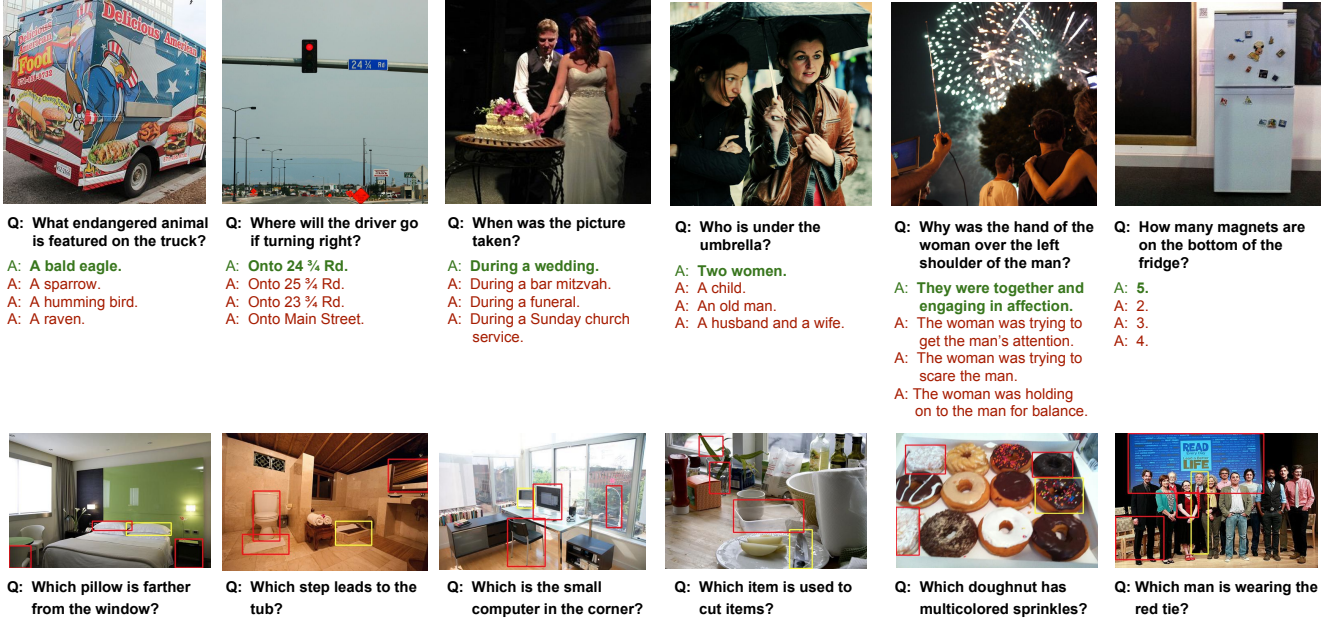 Delicious American
Delicious
American
Food
24 ¾ Rd
READ
LIFE
Q: What endangered animal
is featured on the truck?
A: A bald eagle.
A: A sparrow.
A: A humming bird.
A: A raven.
Q: Where will the driver go
if turning right?
A: Onto 24 ¾ Rd.
A: Onto 25 ¾ Rd.
A: Onto 23 ¾ Rd.
A: Onto Main Street.
Q: When was the picture
taken?
A: During a wedding.
A: During a bar mitzvah.
A: During a funeral.
A: During a Sunday church
service.
Q: Who is under the
umbrella?
A: Two women.
A: A child.
A: An old man.
A: A husband and a wife.
Q: Why was the hand of the
woman over the left
shoulder of the man?
A: They were together and
engaging in affection.
A: The woman was trying to
get the man's attention.
A: The woman was trying to
scare the man.
A: The woman was holding
on to the man for balance.
Q: How many magnets are
on the bottom of the
fridge?
A: 5.
A: 2.
A: 3.
A: 4.
Q: Which pillow is farther
from the window?
Q: Which step leads to the
tub?
Q: Which is the small
computer in the corner?
Q: Which item is used to
cut items?
Q: Which doughnut has
multicolored sprinkles?
Q: Which man is wearing the
red tie?